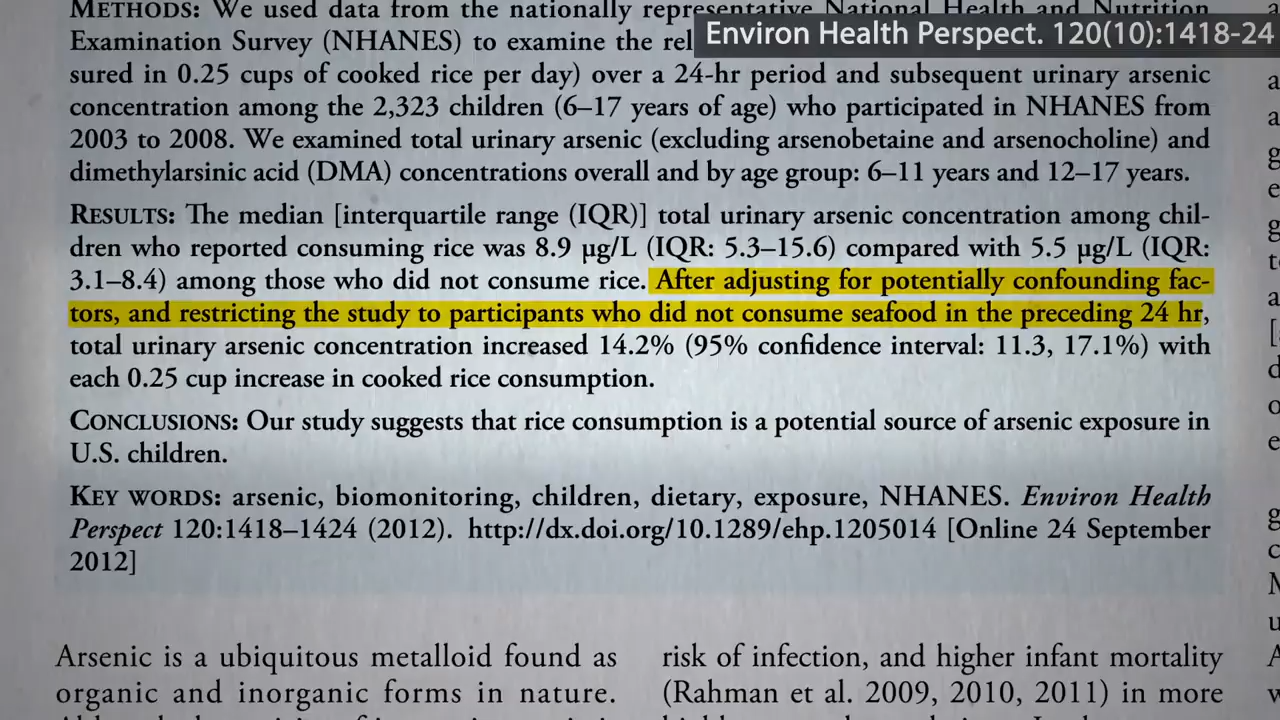 METHODS: We used data from the nationally representative National Health and Nutrition
Environ Health Perspect. 120(10):1418-24
Examination Survey (NHANES) to examine the rel
sured in 0.25 cups of cooked rice per day) over a 24-hr period and subsequent urinary arsenic
concentration among the 2,323 children (6–17 years of age) who participated in NHANES from
2003 to 2008. We examined total urinary arsenic (excluding arsenobetaine and arsenocholine) and
dimethylarsinic acid (DMA) concentrations overall and by age group: 6–11 years and 12–17 years.
RESULTS: The median [interquartile range (IQR)] total urinary arsenic concentration among chil-
dren who reported consuming rice was 8.9 µg/L (IQR: 5.3–15.6) compared with 5.5 µg/L (IQR:
3.1–8.4) among those who did not consume rice. After adjusting for potentially confounding fac-
tors, and restricting the study to participants who did not consume seafood in the preceding 24 hr,
total urinary arsenic concentration increased 14.2% (95% confidence interval: 11.3, 17.1%) with
each 0.25 cup increase in cooked rice consumption.
CONCLUSIONS: Our study suggests that rice consumption is a potential source of arsenic exposure in
U.S. children.
KEY WORDS: arsenic, biomonitoring, children, dietary, exposure, NHANES. Environ Health
Perspect 120:1418–1424 (2012). http://dx.doi.org/10.1289/ehp.1205014 [Online 24 September
2012]
Arsenic is a ubiquitous metalloid found as
organic and inorganic forms in nature.
risk of infection, and higher infant mortality
(Rahman et al. 2009, 2010, 2011) in more